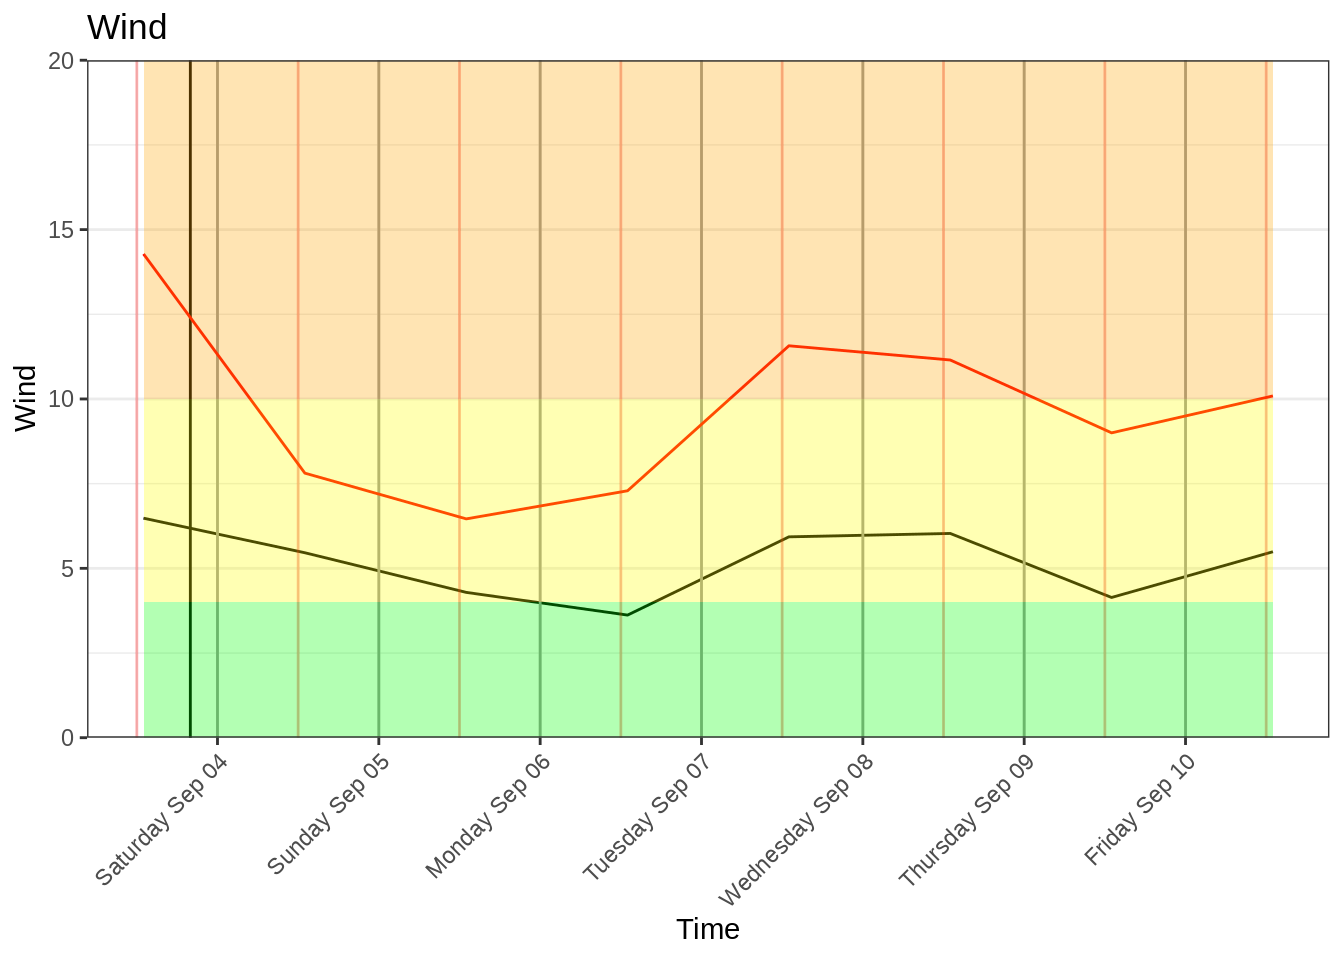 Wind
Wind
20
15
10
5
0
Saturday Sep 04
Sunday Sep 05
Monday Sep 06
Tuesday Sep 07
Wednesday Sep 08
Thursday Sep 09
Friday Sep 10
Time